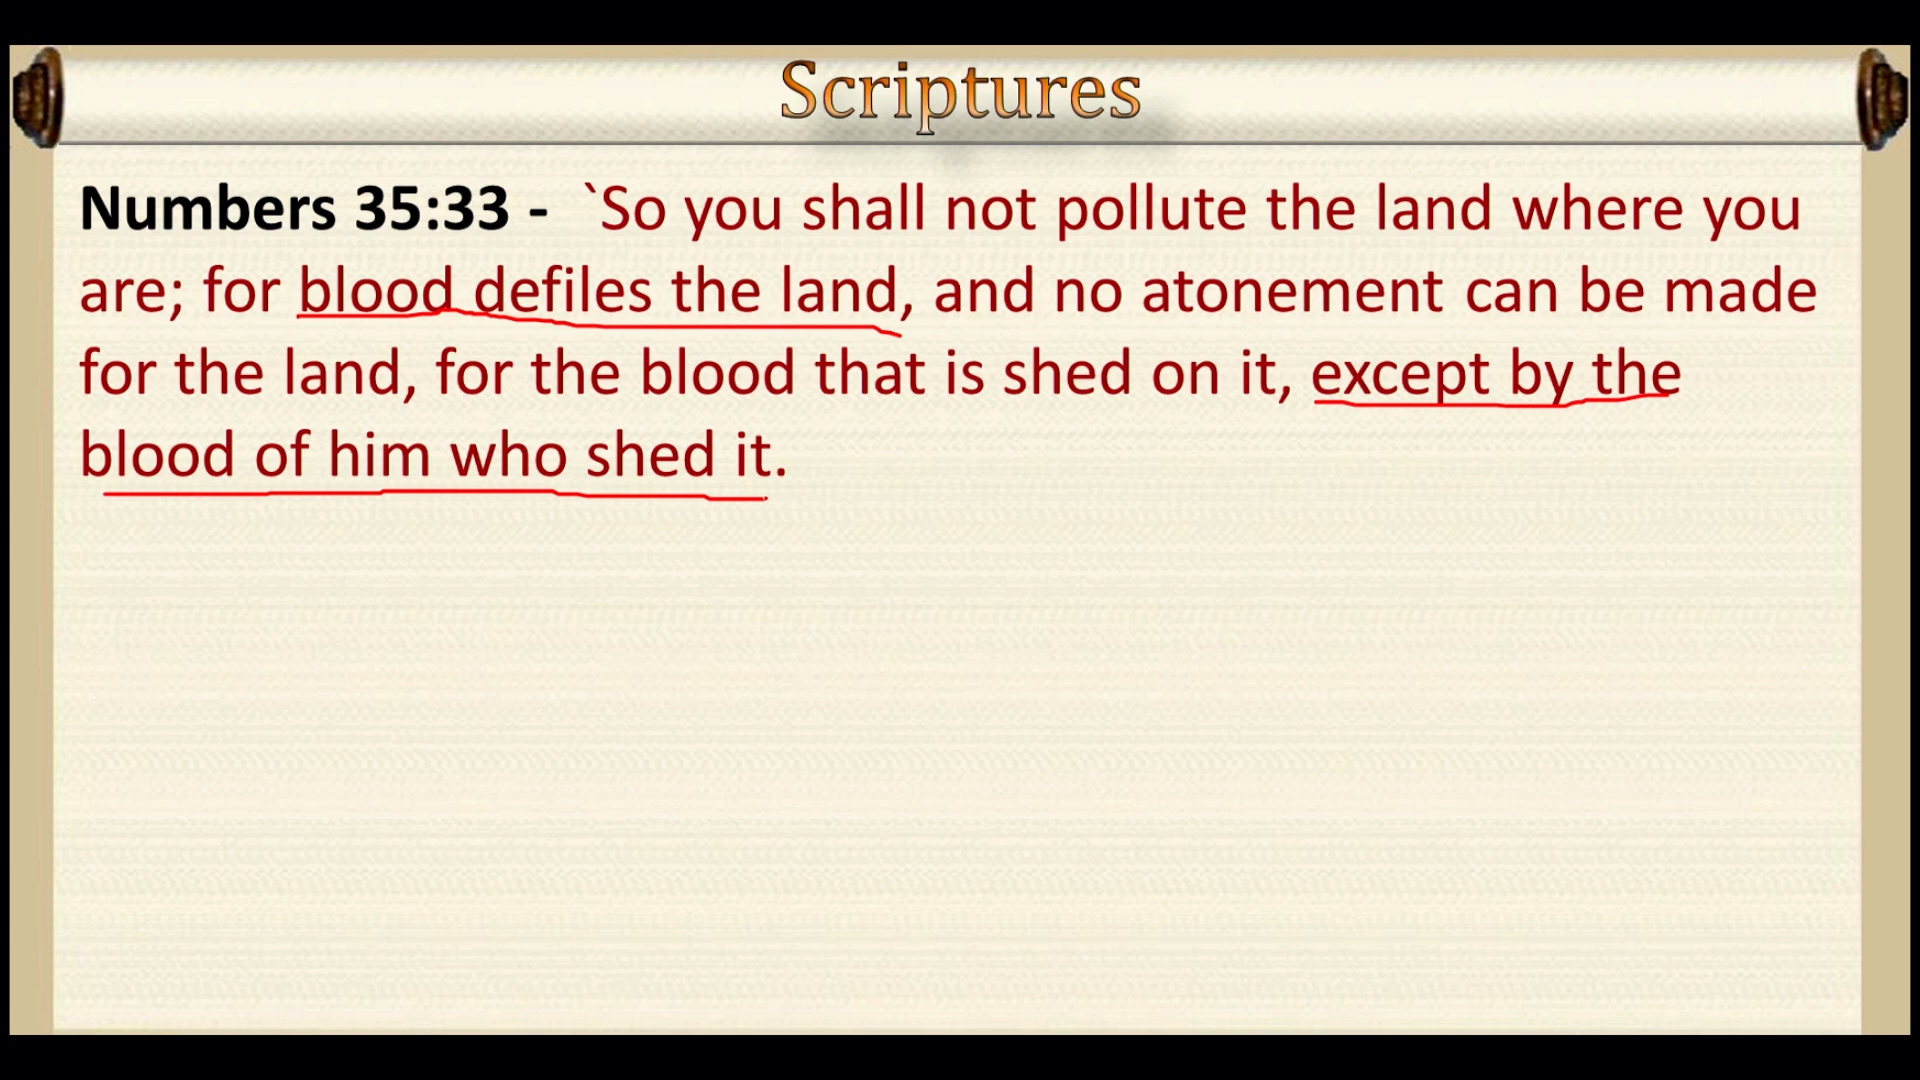 Scriptures
Numbers 35:33 - `So you shall not pollute the land where you
are; for blood defiles the land, and no atonement can be made
for the land, for the blood that is shed on it, except by the
blood of him who shed it.